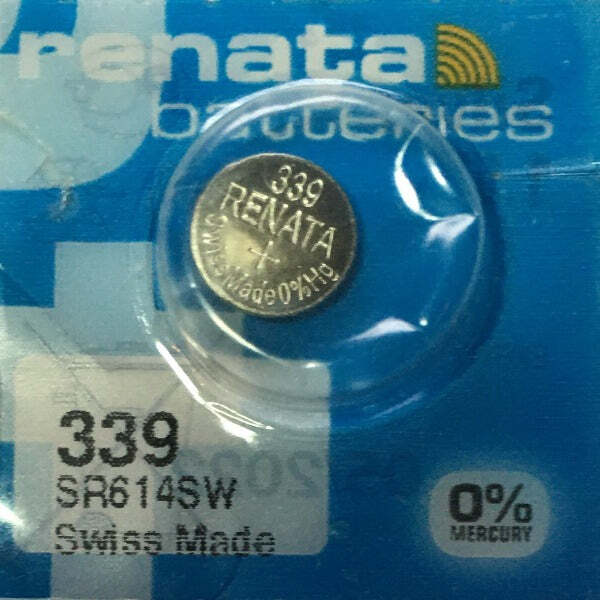 renata
batteries
339
RENATA
+
Swiss Made 0% Hg
339
SR614SW
Swiss Made
0%
MERCURY